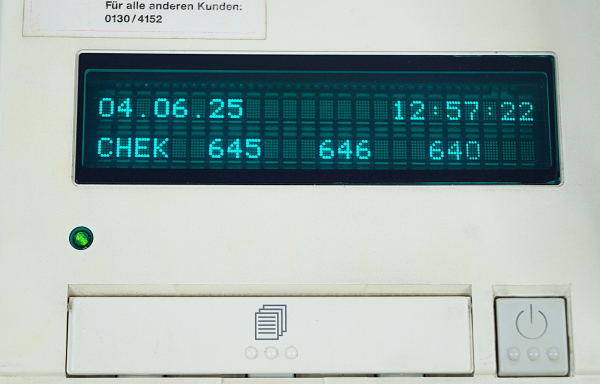 Für alle anderen Kunden:
0130/4152
04.06.25 12:57:22
CHEK 645 646 640